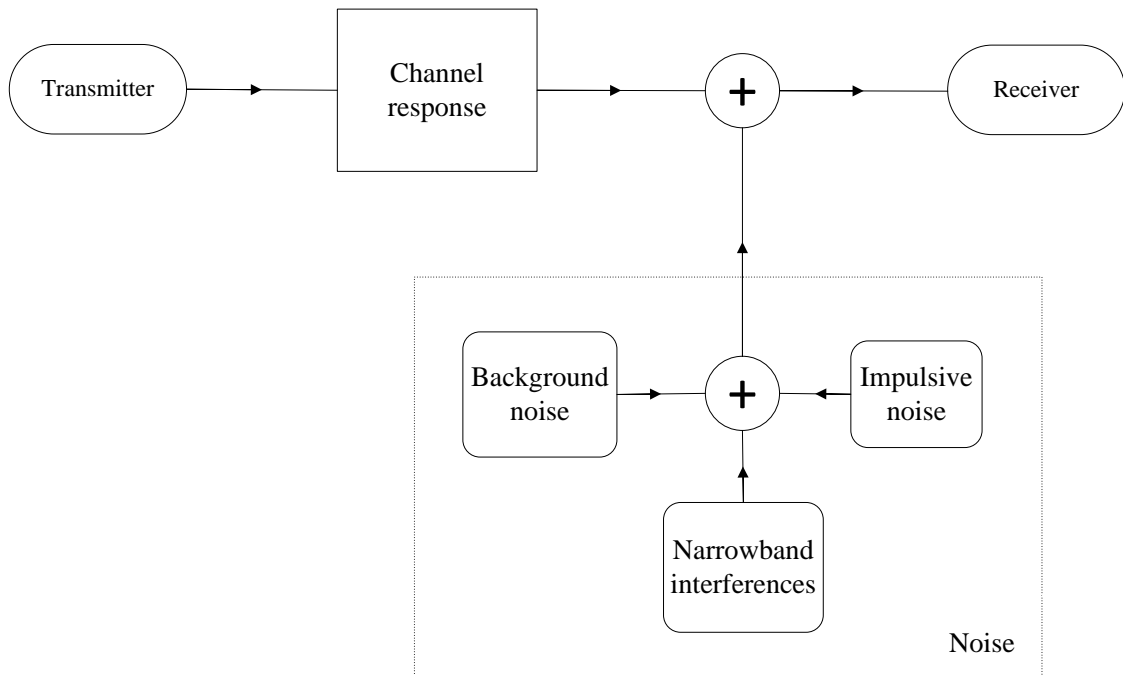 Transmitter
Channel
response
+
Receiver
Background
noise
+
Impulsive
noise
Narrowband
interferences
Noise